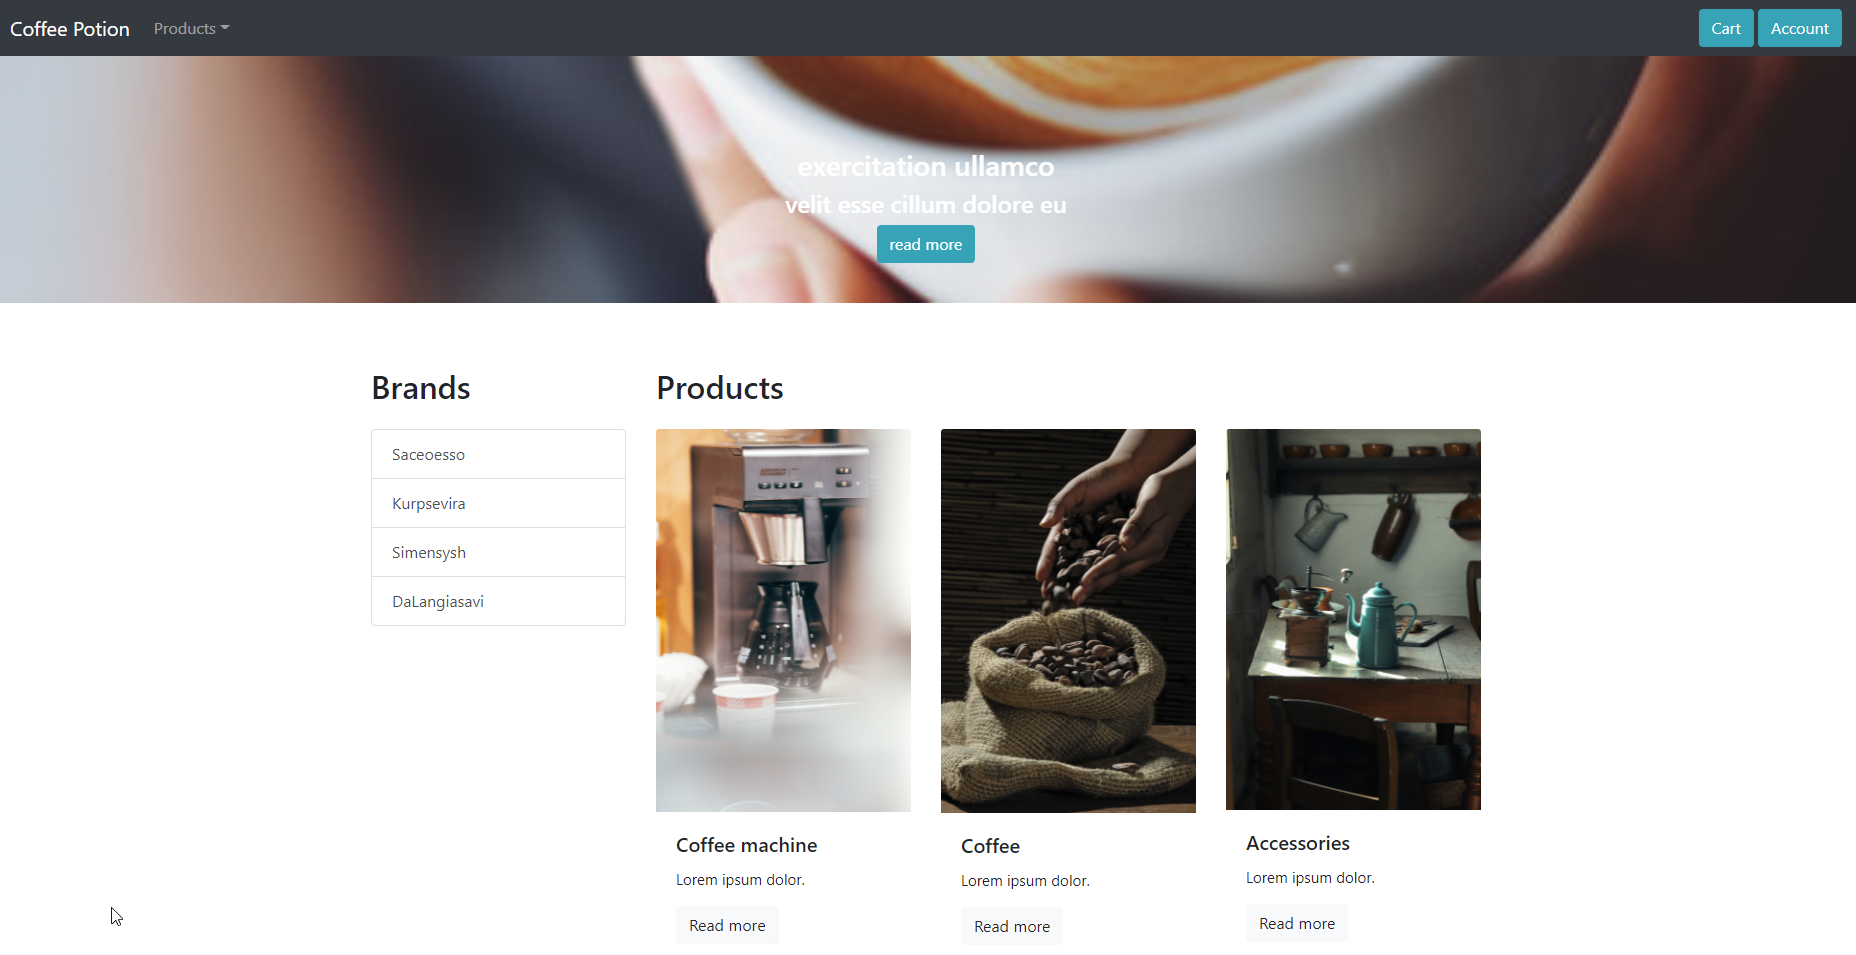 Coffee Potion Products Cart Account
exercitation ullamco
velit esse cillum dolore eu
read more
Brands
Saceoesso
Kurpsevira
Simensysh
DaLangiasavi
Products
Coffee machine
Lorem ipsum dolor.
Read more
Coffee
Lorem ipsum dolor.
Read more
Accessories
Lorem ipsum dolor.
Read more